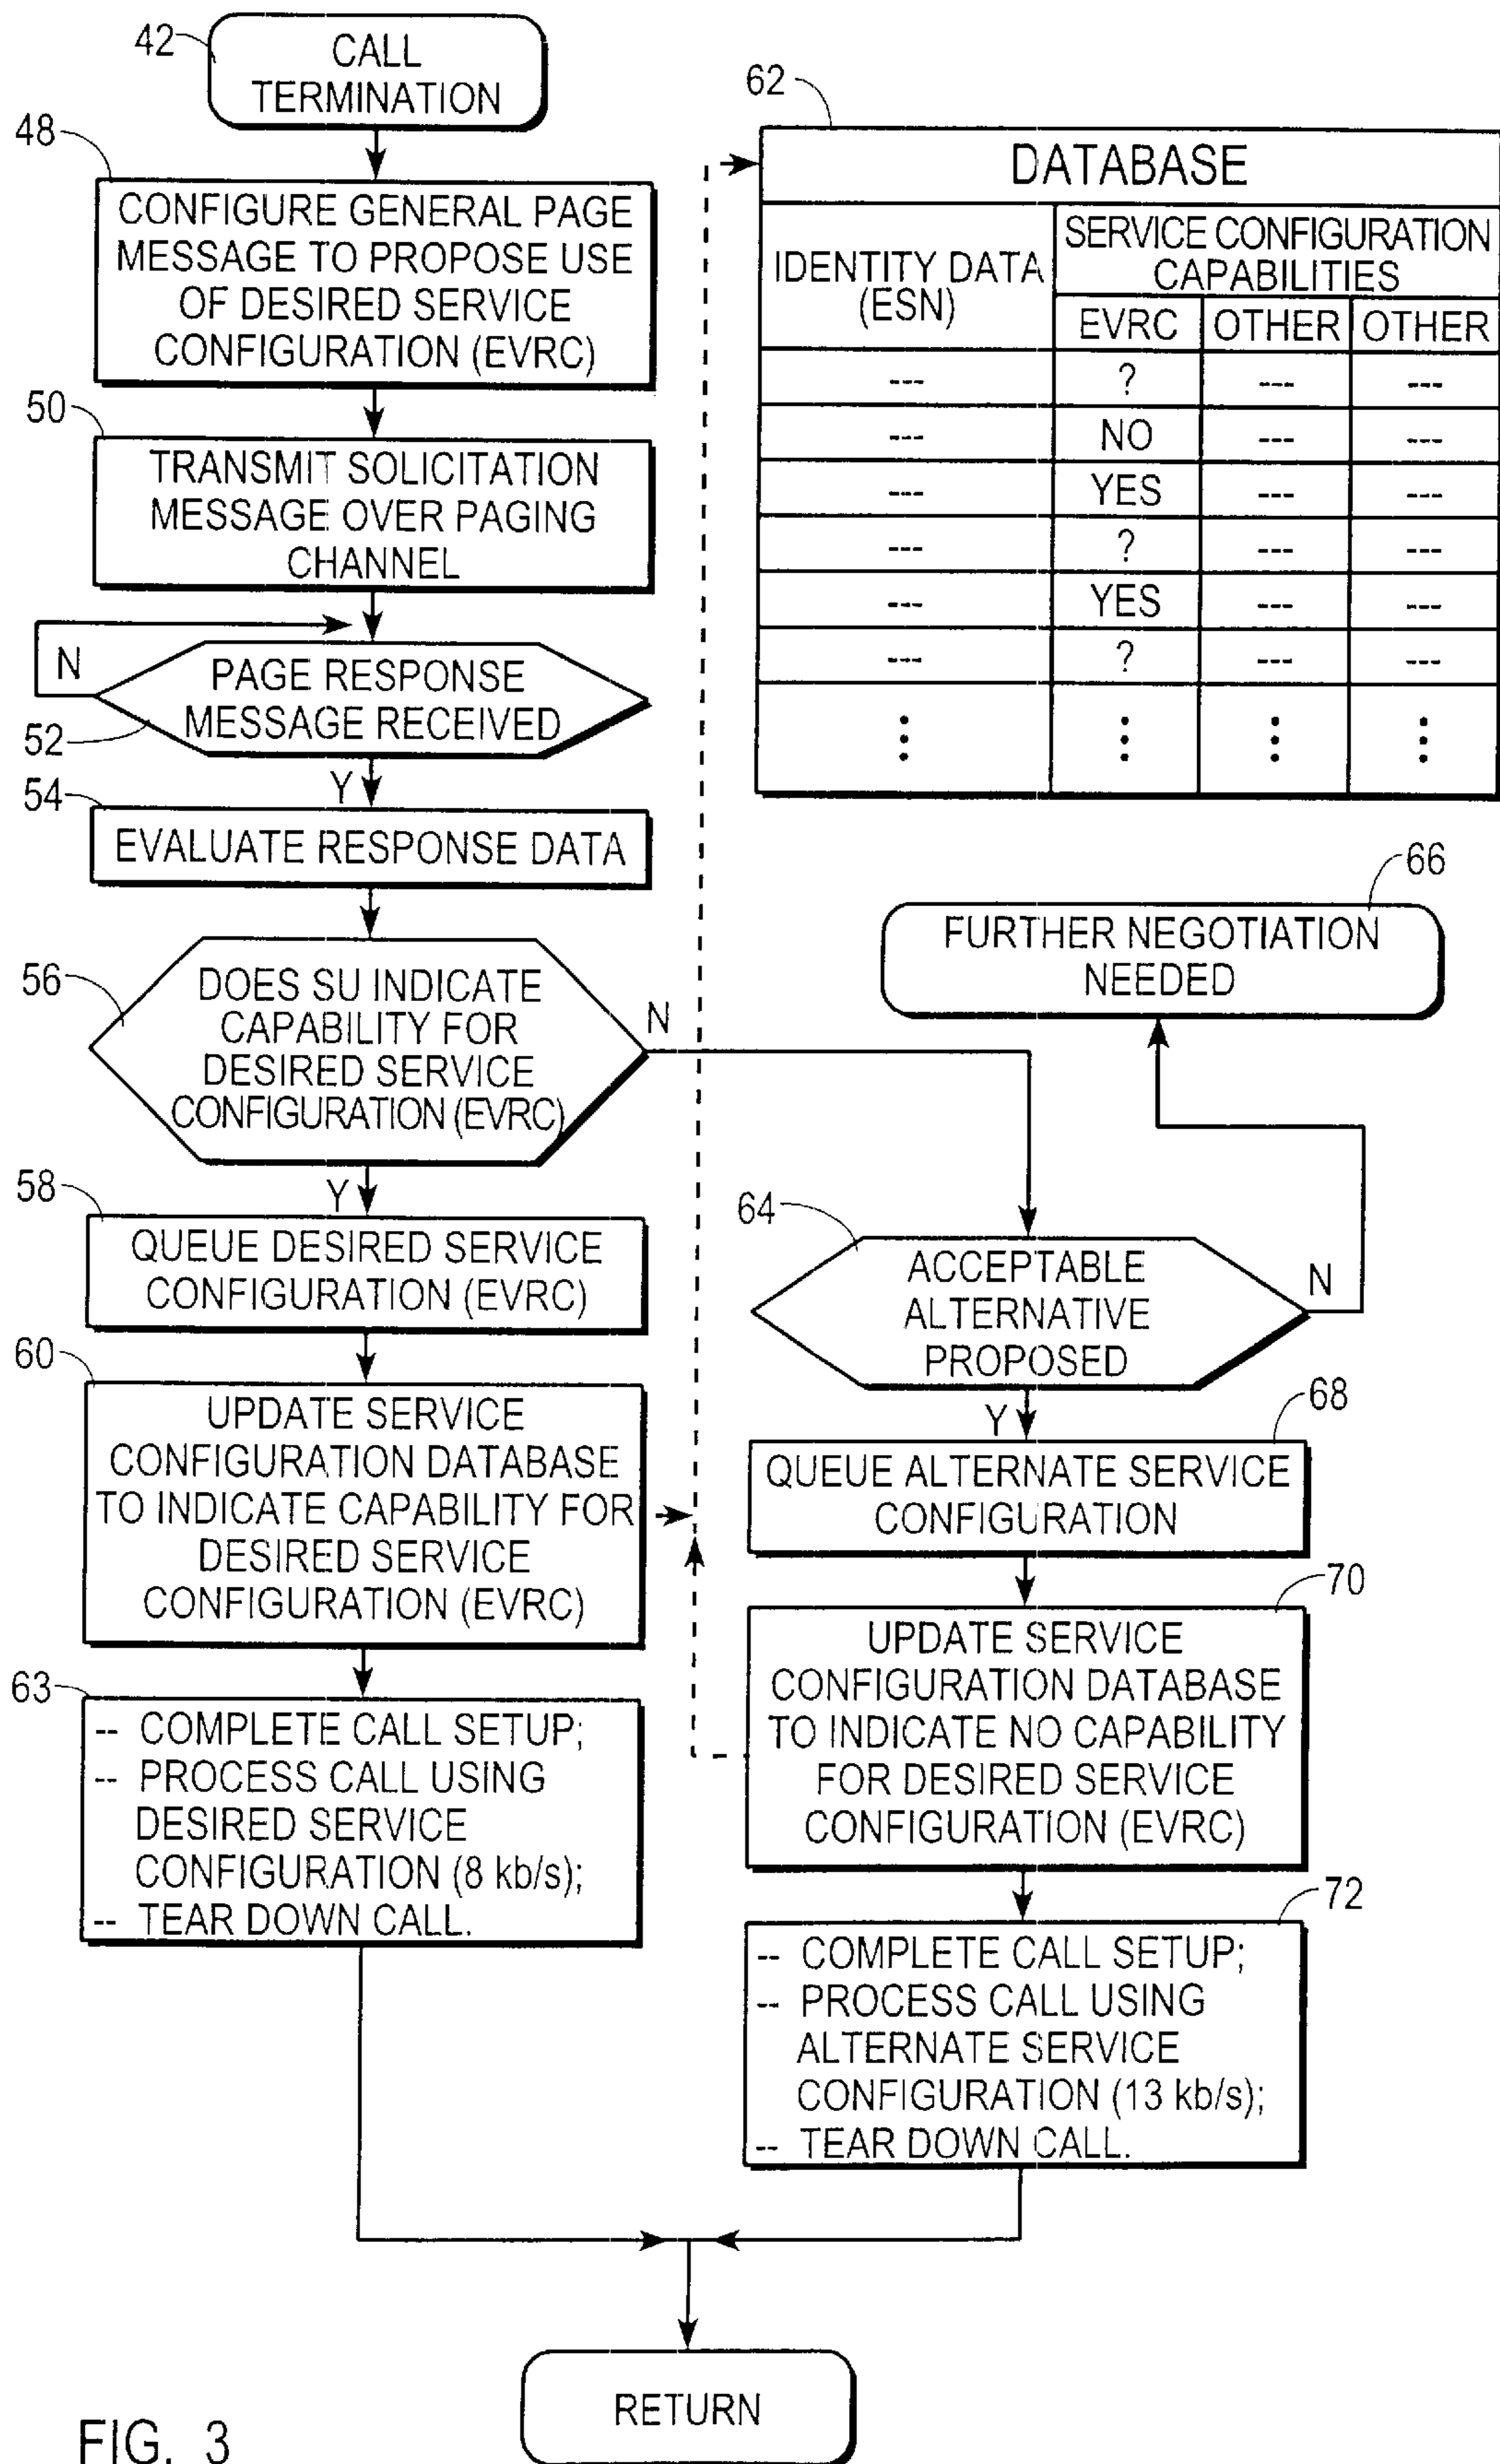 42
CALL
TERMINATION
48
CONFIGURE GENERAL PAGE
MESSAGE TO PROPOSE USE
OF DESIRED SERVICE
CONFIGURATION (EVRC)
50
TRANSMIT SOLICITATION
MESSAGE OVER PAGING
CHANNEL
N
PAGE RESPONSE
MESSAGE RECEIVED
52
Y
54
EVALUATE RESPONSE DATA
56
DOES SU INDICATE
CAPABILITY FOR
DESIRED SERVICE
CONFIGURATION (EVRC)
N
Y
58
QUEUE DESIRED SERVICE
CONFIGURATION (EVRC)
60
UPDATE SERVICE
CONFIGURATION DATABASE
TO INDICATE CAPABILITY FOR
DESIRED SERVICE
CONFIGURATION (EVRC)
63
-- COMPLETE CALL SETUP;
-- PROCESS CALL USING
DESIRED SERVICE
CONFIGURATION (8 kb/s);
-- TEAR DOWN CALL.
62
DATABASE
IDENTITY DATA
(ESN)
SERVICE CONFIGURATION
CAPABILITIES
EVRC OTHER OTHER
--- ? --- ---
--- NO --- ---
--- YES --- ---
--- ? --- ---
--- YES --- ---
--- ? --- ---
66
FURTHER NEGOTIATION
NEEDED
64
ACCEPTABLE
ALTERNATIVE
PROPOSED
N
Y
68
QUEUE ALTERNATE SERVICE
CONFIGURATION
70
UPDATE SERVICE
CONFIGURATION DATABASE
TO INDICATE NO CAPABILITY
FOR DESIRED SERVICE
CONFIGURATION (EVRC)
72
-- COMPLETE CALL SETUP;
-- PROCESS CALL USING
ALTERNATE SERVICE
CONFIGURATION (13 kb/s);
-- TEAR DOWN CALL.
RETURN
FIG. 3